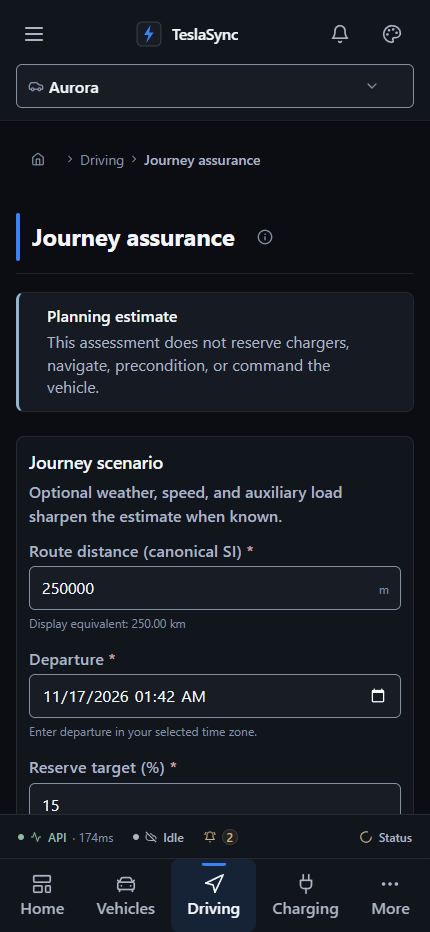 TeslaSync
Aurora
Driving
Journey assurance
Journey assurance
Planning estimate
This assessment does not reserve chargers,
navigate, precondition, or command the
vehicle.
Journey scenario
Optional weather, speed, and auxiliary load
sharpen the estimate when known.
Route distance (canonical SI) *
250000 m
Display equivalent: 250.00 km
Departure *
11/17/2026 01:42 AM
Enter departure in your selected time zone.
Reserve target (%) *
15
API · 174ms Idle 2 Status
Home Vehicles Driving Charging More